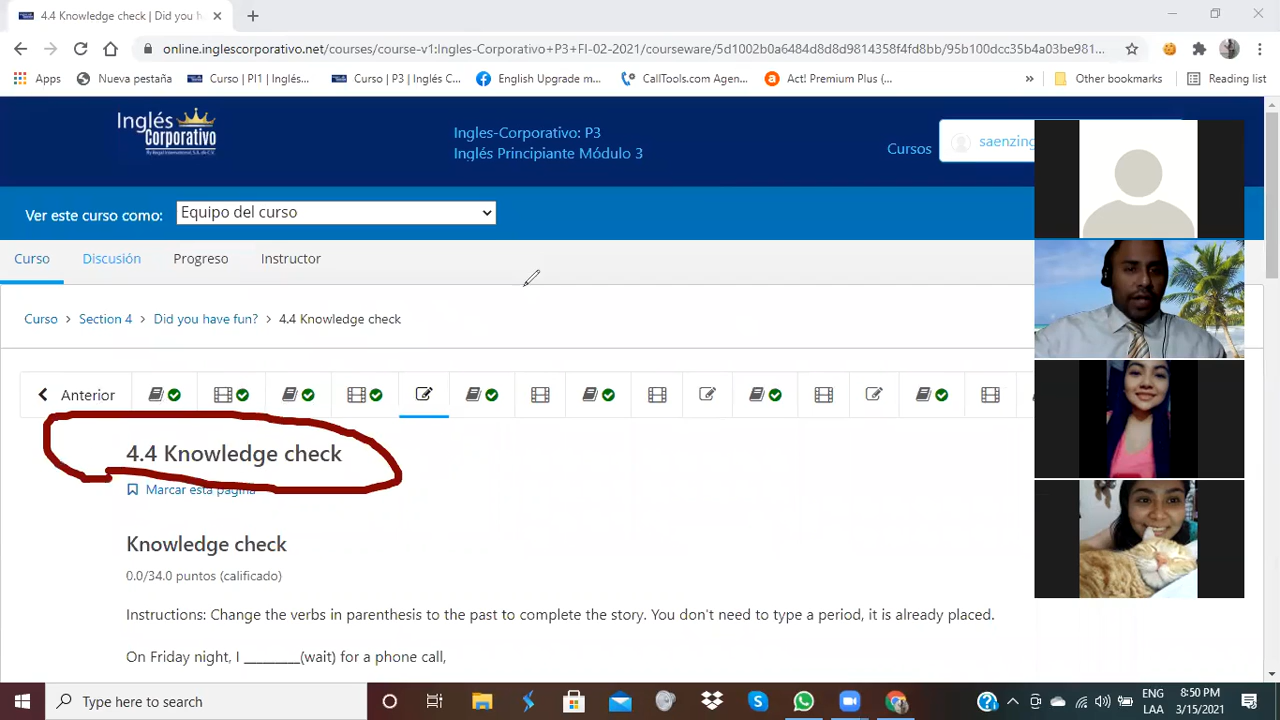 4.4 Knowledge check | Did you h
online.inglescorporativo.net/courses/course-v1:Ingles-Corporativo+P3+FI-02-2021/courseware/5d1002b0a6484d8d8d9814358f4fd8bb/95b100dcc35b4a03be981...
Apps Nueva pestaña Curso | PI1 | Inglés... Curso | P3 | Inglés C... English Upgrade m... CallTools.com Agen... Act! Premium Plus (... » Other bookmarks Reading list
Inglés
Corporativo
Ingles-Corporativo: P3
Inglés Principiante Módulo 3
Cursos saenzing
Ver este curso como: Equipo del curso
Curso Discusión Progreso Instructor
Curso > Section 4 > Did you have fun? > 4.4 Knowledge check
Anterior
4.4 Knowledge check
Marcar esta página
Knowledge check
0.0/34.0 puntos (calificado)
Instructions: Change the verbs in parenthesis to the past to complete the story. You don't need to type a period, it is already placed.
On Friday night, I _________(wait) for a phone call,
Type here to search
ENG 8:50 PM
LAA 3/15/2021